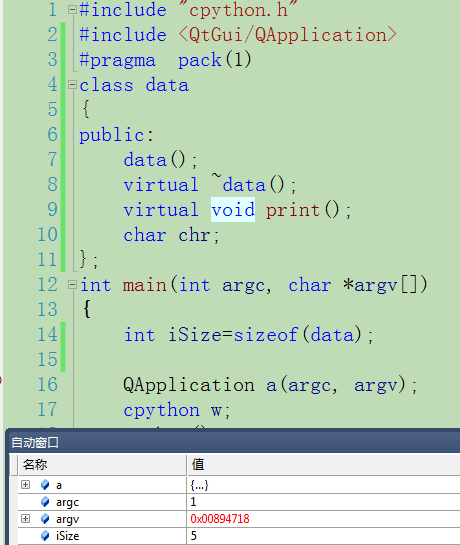 1 #include "cpython.h"
2 #include <QtGui/QApplication>
3 #pragma  pack(1)
4 class data
5 {
6 public:
7     data();
8     virtual ~data();
9     virtual void print();
10     char chr;
11 };
12 int main(int argc, char *argv[])
13 {
14     int iSize=sizeof(data);
15
16     QApplication a(argc, argv);
17     cpython w;
自动窗口
名称 值
a {...}
argc 1
argv 0x00894718
iSize 5